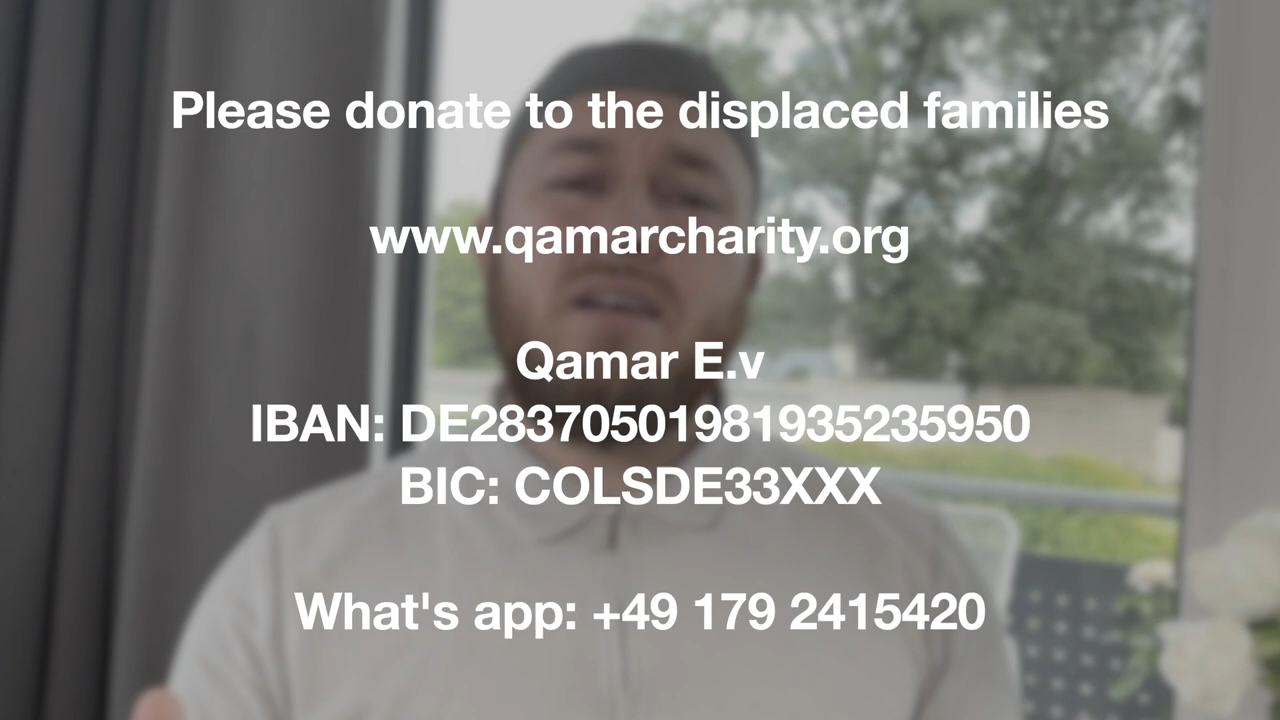 Please donate to the displaced families
www.qamarcharity.org
Qamar E.v
IBAN: DE28370501981935235950
BIC: COLSDE33XXX
What's app: +49 179 2415420